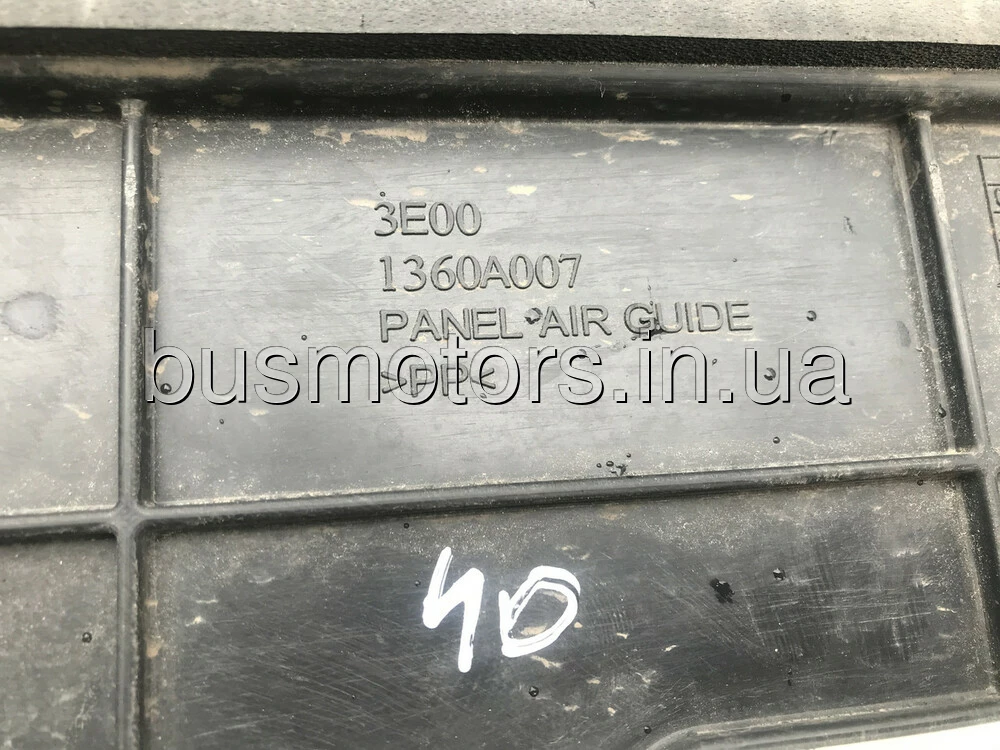 3E00
1360A007
PANEL AIR GUIDE
>PP<
busmotors.in.ua
40